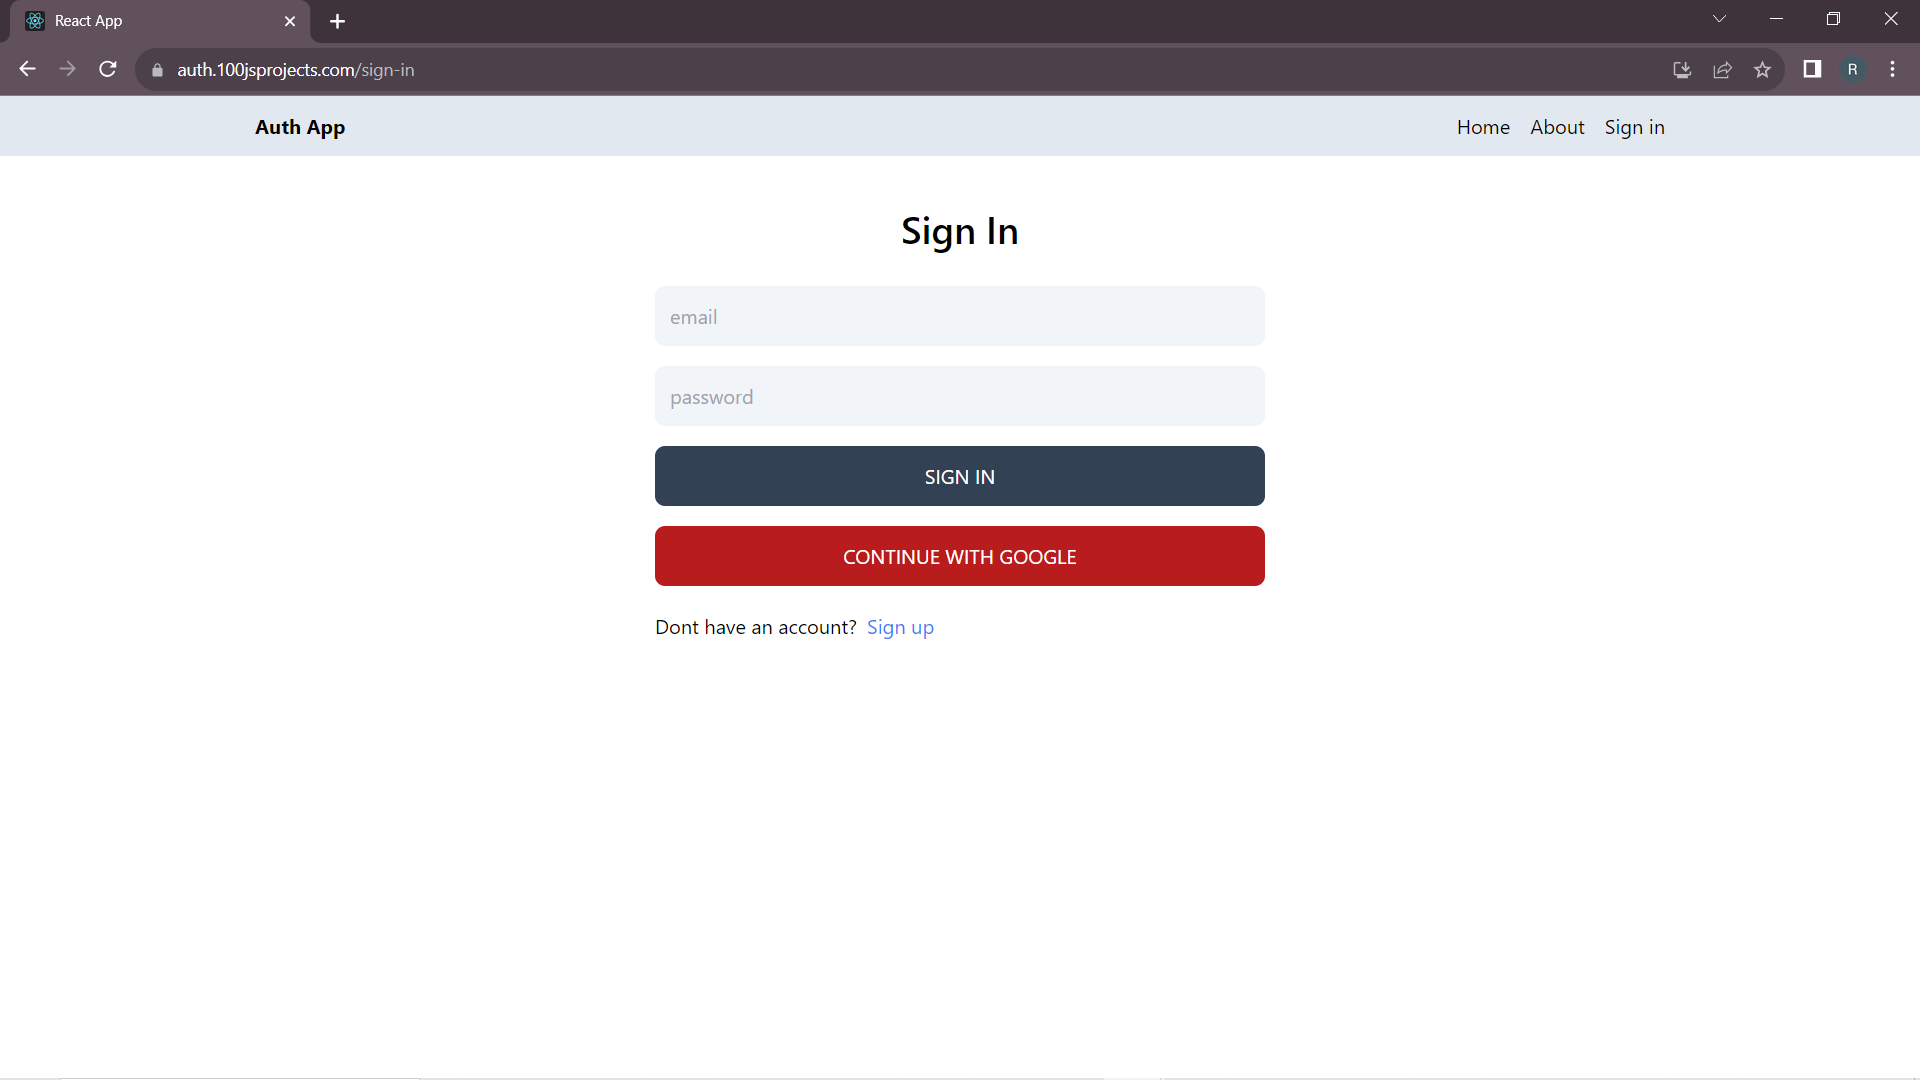 React App
auth.100jsprojects.com/sign-in
R
Auth App
Home About Sign in
Sign In
email
password
SIGN IN
CONTINUE WITH GOOGLE
Dont have an account? Sign up